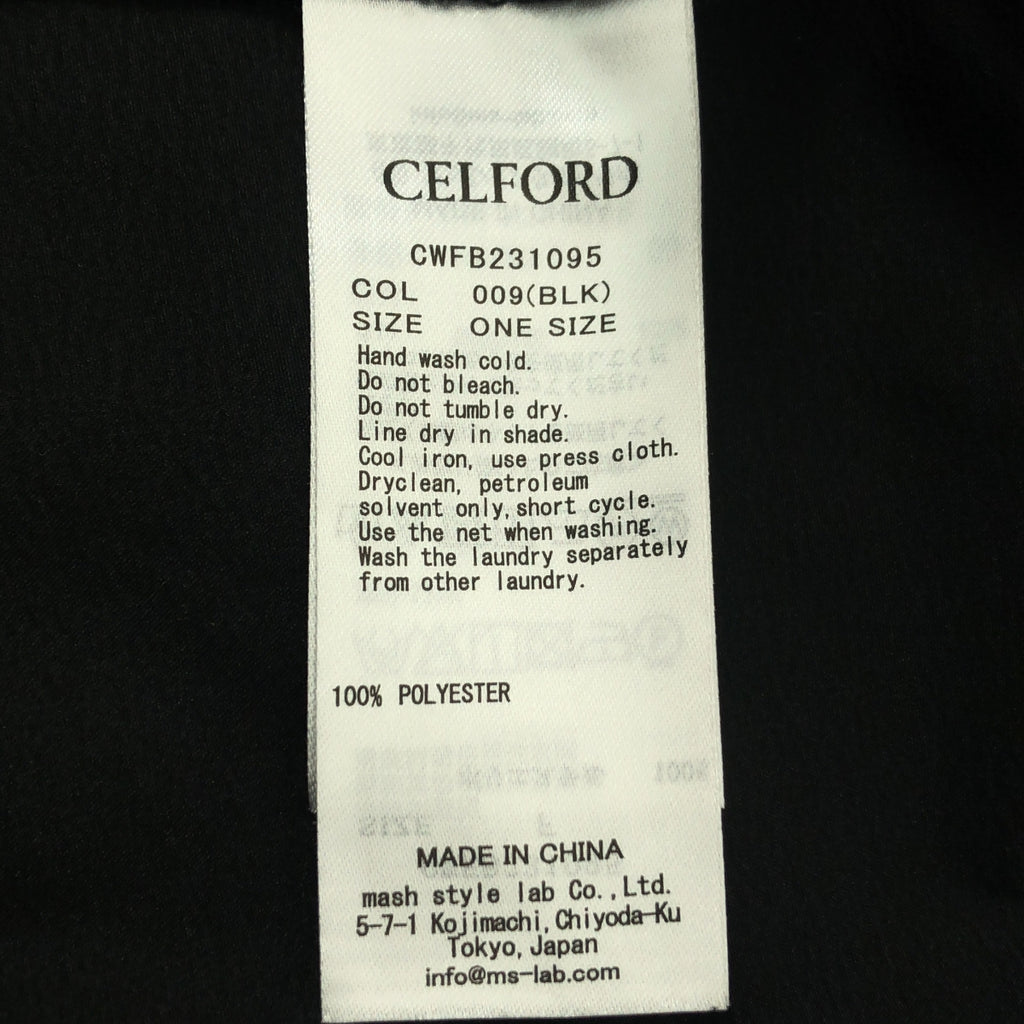 CELFORD
CWFB231095
COL 009(BLK)
SIZE ONE SIZE
Hand wash cold.
Do not bleach.
Do not tumble dry.
Line dry in shade.
Cool iron, use press cloth.
Dryclean, petroleum
solvent only, short cycle.
Use the net when washing.
Wash the laundry separately
from other laundry.
100% POLYESTER
MADE IN CHINA
mash style lab Co.,Ltd.
5-7-1 Kojimachi, Chiyoda-Ku
Tokyo, Japan
info@ms-lab.com